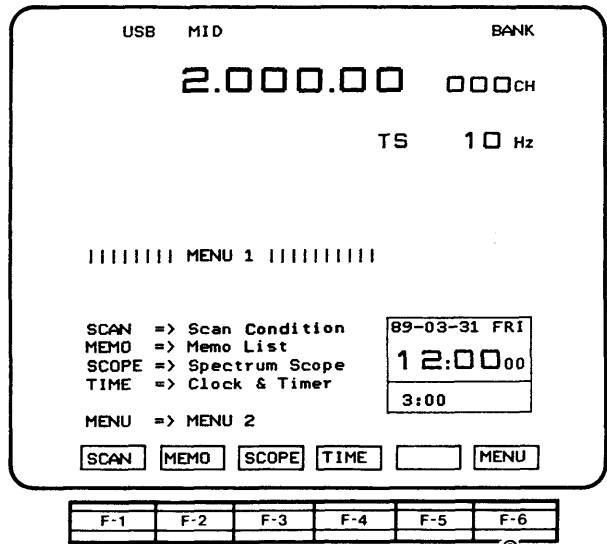 USB MID BANK
2.000.00 000CH
TS 10 Hz
|||||||| MENU 1 ||||||||||
SCAN => Scan Condition
MEMO => Memo List
SCOPE => Spectrum Scope
TIME => Clock & Timer
MENU => MENU 2
89-03-31 FRI
12:00 00
3:00
SCAN MEMO SCOPE TIME MENU
F-1 F-2 F-3 F-4 F-5 F-6